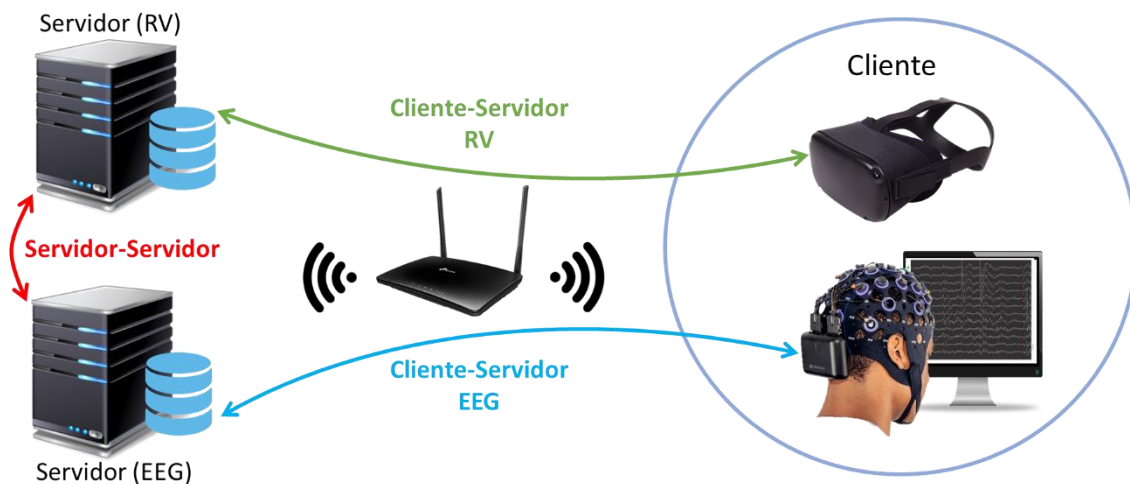 Servidor (RV)
Cliente
Cliente-Servidor
RV
Servidor-Servidor
Cliente-Servidor
EEG
Servidor (EEG)